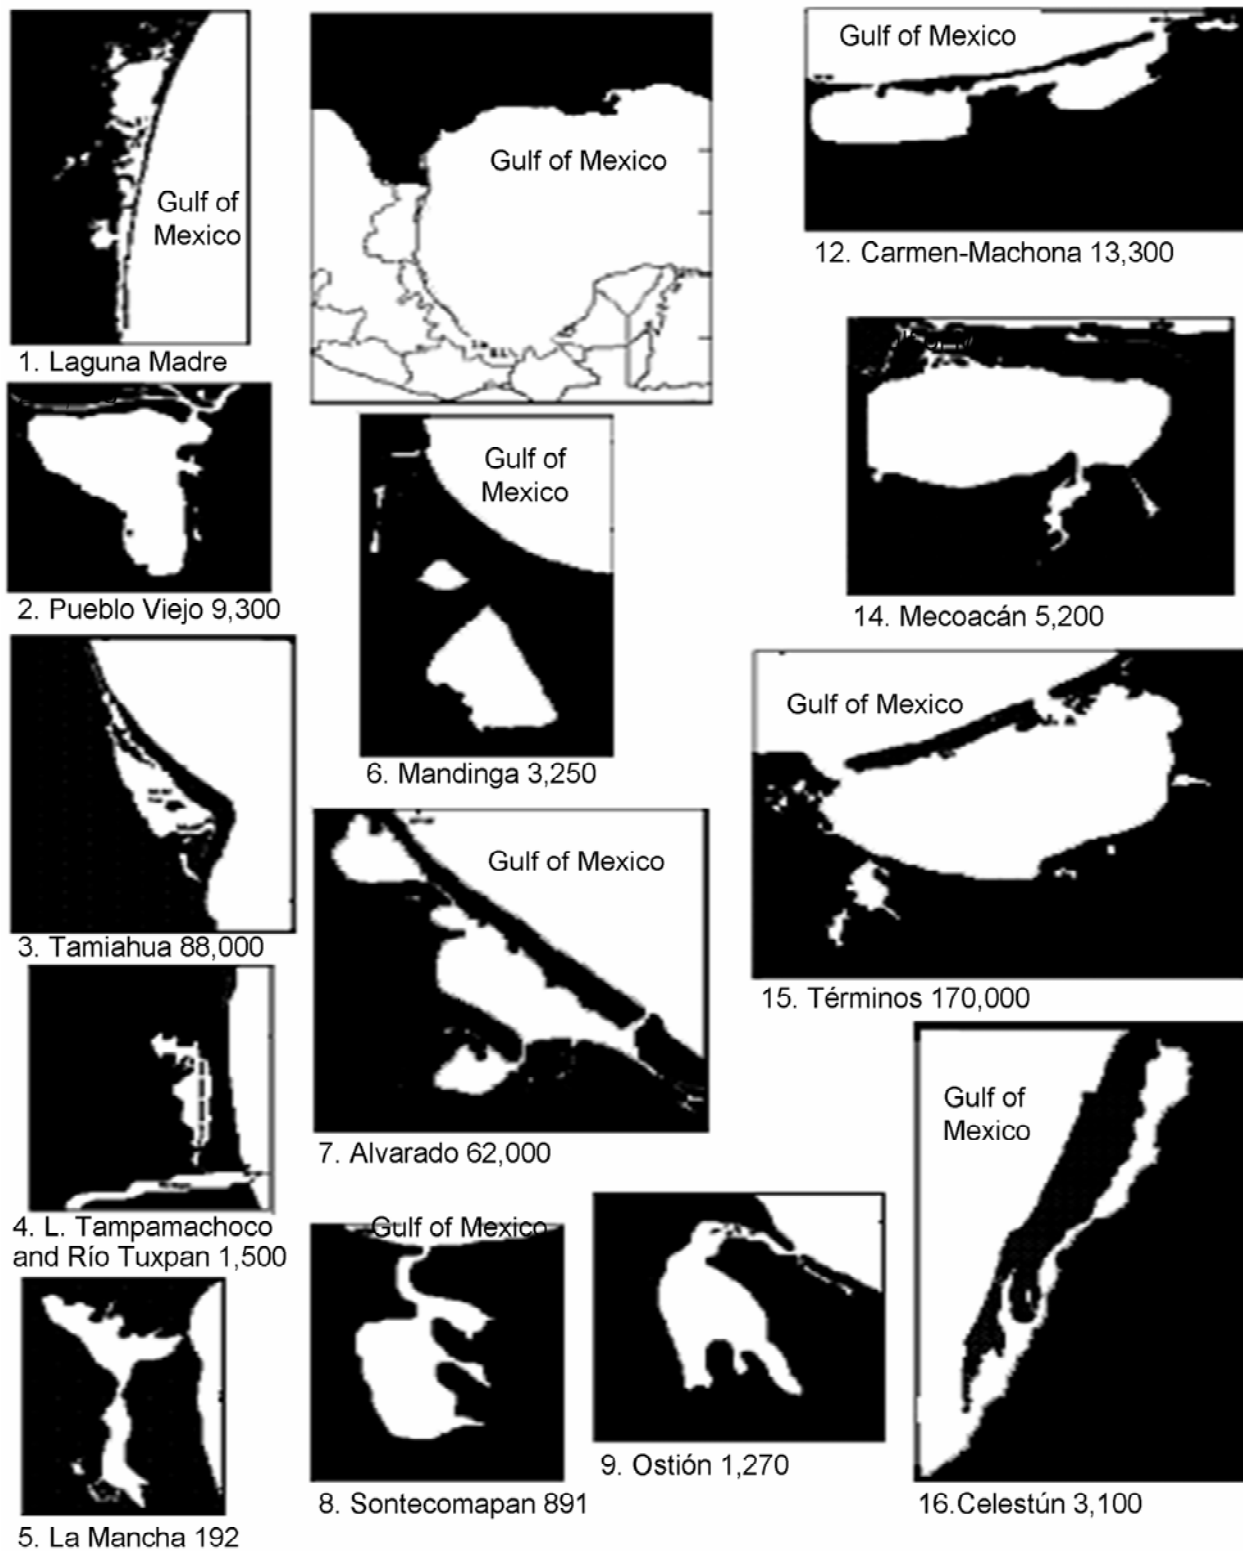 Gulf of
Mexico
1. Laguna Madre
Gulf of Mexico
Gulf of Mexico
12. Carmen-Machona 13,300
2. Pueblo Viejo 9,300
Gulf of
Mexico
6. Mandinga 3,250
14. Mecoacán 5,200
3. Tamiahua 88,000
Gulf of Mexico
7. Alvarado 62,000
Gulf of Mexico
15. Términos 170,000
4. L. Tampamachoco
and Río Tuxpan 1,500
5. La Mancha 192
Gulf of Mexico
8. Sontecomapan 891
9. Ostión 1,270
Gulf of
Mexico
16.Celestún 3,100